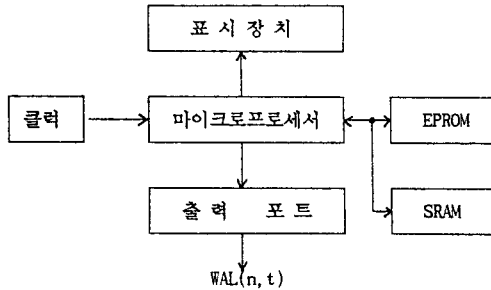 표 시 장 치
클럭
마이크로프로세서
EPROM
출 력 포 트
SRAM
WAL(n,t)